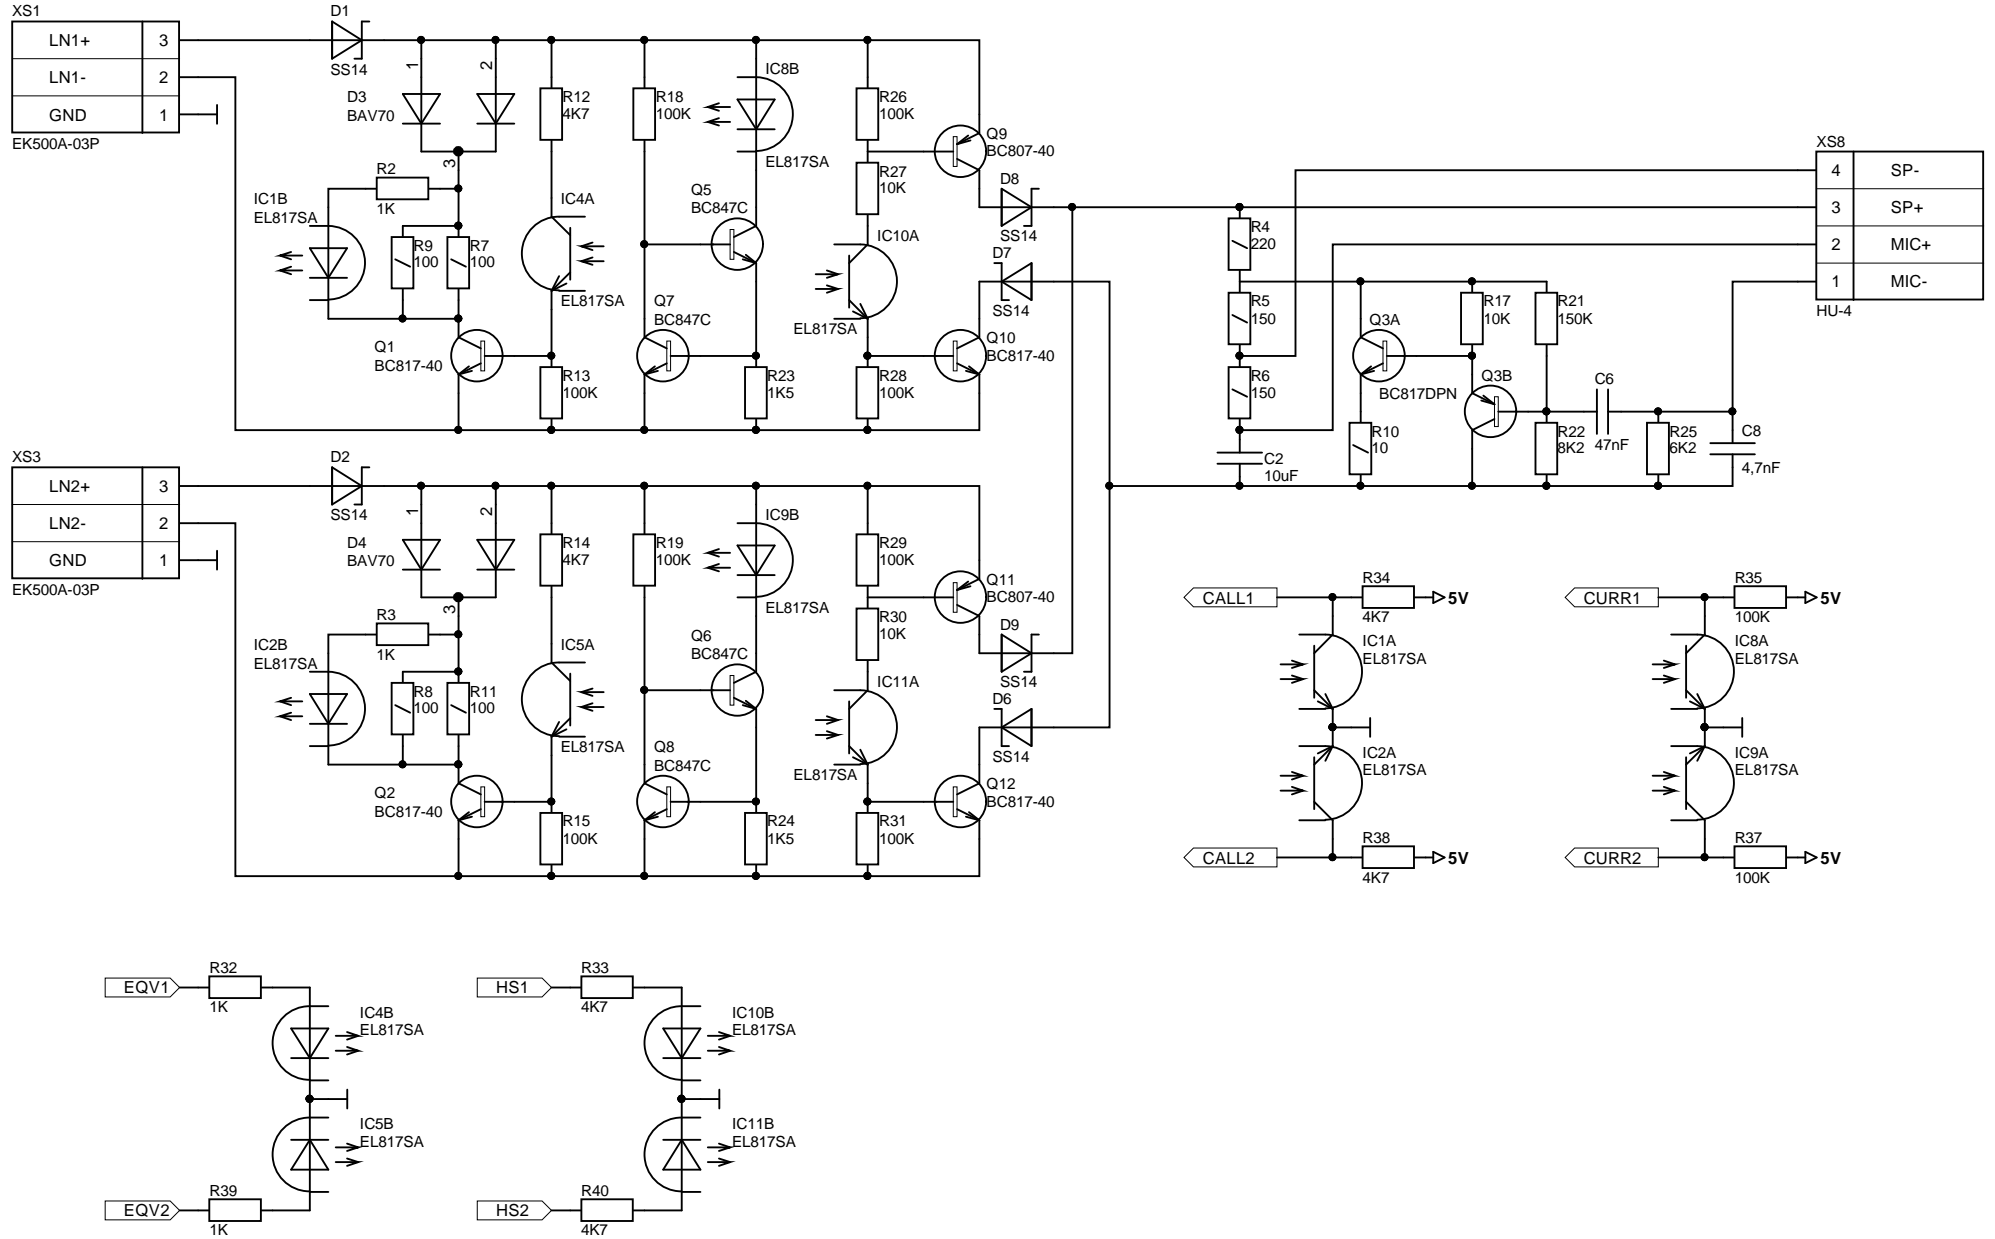 XS1
LN1+ 3
LN1- 2
GND 1
EK500A-03P
D1
SS14
1
2
D3
BAV70
3
R2
1K
IC1B
EL817SA
R9
100
R7
100
Q1
BC817-40
R12
4K7
IC4A
EL817SA
R13
100K
R18
100K
IC8B
EL817SA
Q5
BC847C
Q7
BC847C
R23
1K5
R26
100K
R27
10K
IC10A
EL817SA
R28
100K
Q9
BC807-40
D8
SS14
D7
SS14
Q10
BC817-40
R4
220
R5
150
R6
150
C2
10uF
Q3A
BC817DPN
R10
10
R17
10K
Q3B
R21
150K
R22
8K2
C6
47nF
R25
6K2
C8
4,7nF
XS8
4 SP-
3 SP+
2 MIC+
1 MIC-
HU-4
XS3
LN2+ 3
LN2- 2
GND 1
EK500A-03P
D2
SS14
1
2
D4
BAV70
3
R3
1K
IC2B
EL817SA
R8
100
R11
100
Q2
BC817-40
R14
4K7
IC5A
EL817SA
R15
100K
R19
100K
IC9B
EL817SA
Q6
BC847C
Q8
BC847C
R24
1K5
R29
100K
R30
10K
IC11A
EL817SA
R31
100K
Q11
BC807-40
D9
SS14
D6
SS14
Q12
BC817-40
CALL1
R34
4K7
5V
IC1A
EL817SA
IC2A
EL817SA
CALL2
R38
4K7
5V
CURR1
R35
100K
5V
IC8A
EL817SA
IC9A
EL817SA
CURR2
R37
100K
5V
EQV1
R32
1K
IC4B
EL817SA
IC5B
EL817SA
EQV2
R39
1K
HS1
R33
4K7
IC10B
EL817SA
IC11B
EL817SA
HS2
R40
4K7